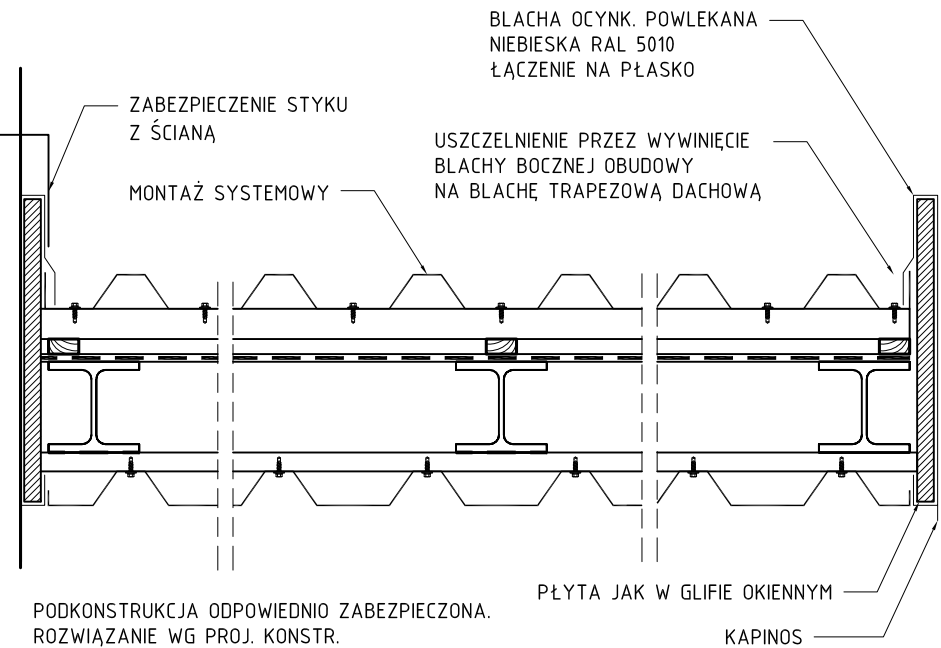 BLACHA OCYNK. POWLEKANA
NIEBIESKA RAL 5010
ŁĄCZENIE NA PŁASKO
ZABEZPIECZENIE STYKU
Z ŚCIANĄ
USZCZELNIENIE PRZEZ WYWINIĘCIE
BLACHY BOCZNEJ OBUDOWY
NA BLACHĘ TRAPEZOWĄ DACHOWĄ
MONTAŻ SYSTEMOWY
PŁYTA JAK W GLIFIE OKIENNYM
PODKONSTRUKCJA ODPOWIEDNIO ZABEZPIECZONA.
ROZWIĄZANIE WG PROJ. KONSTR.
KAPINOS